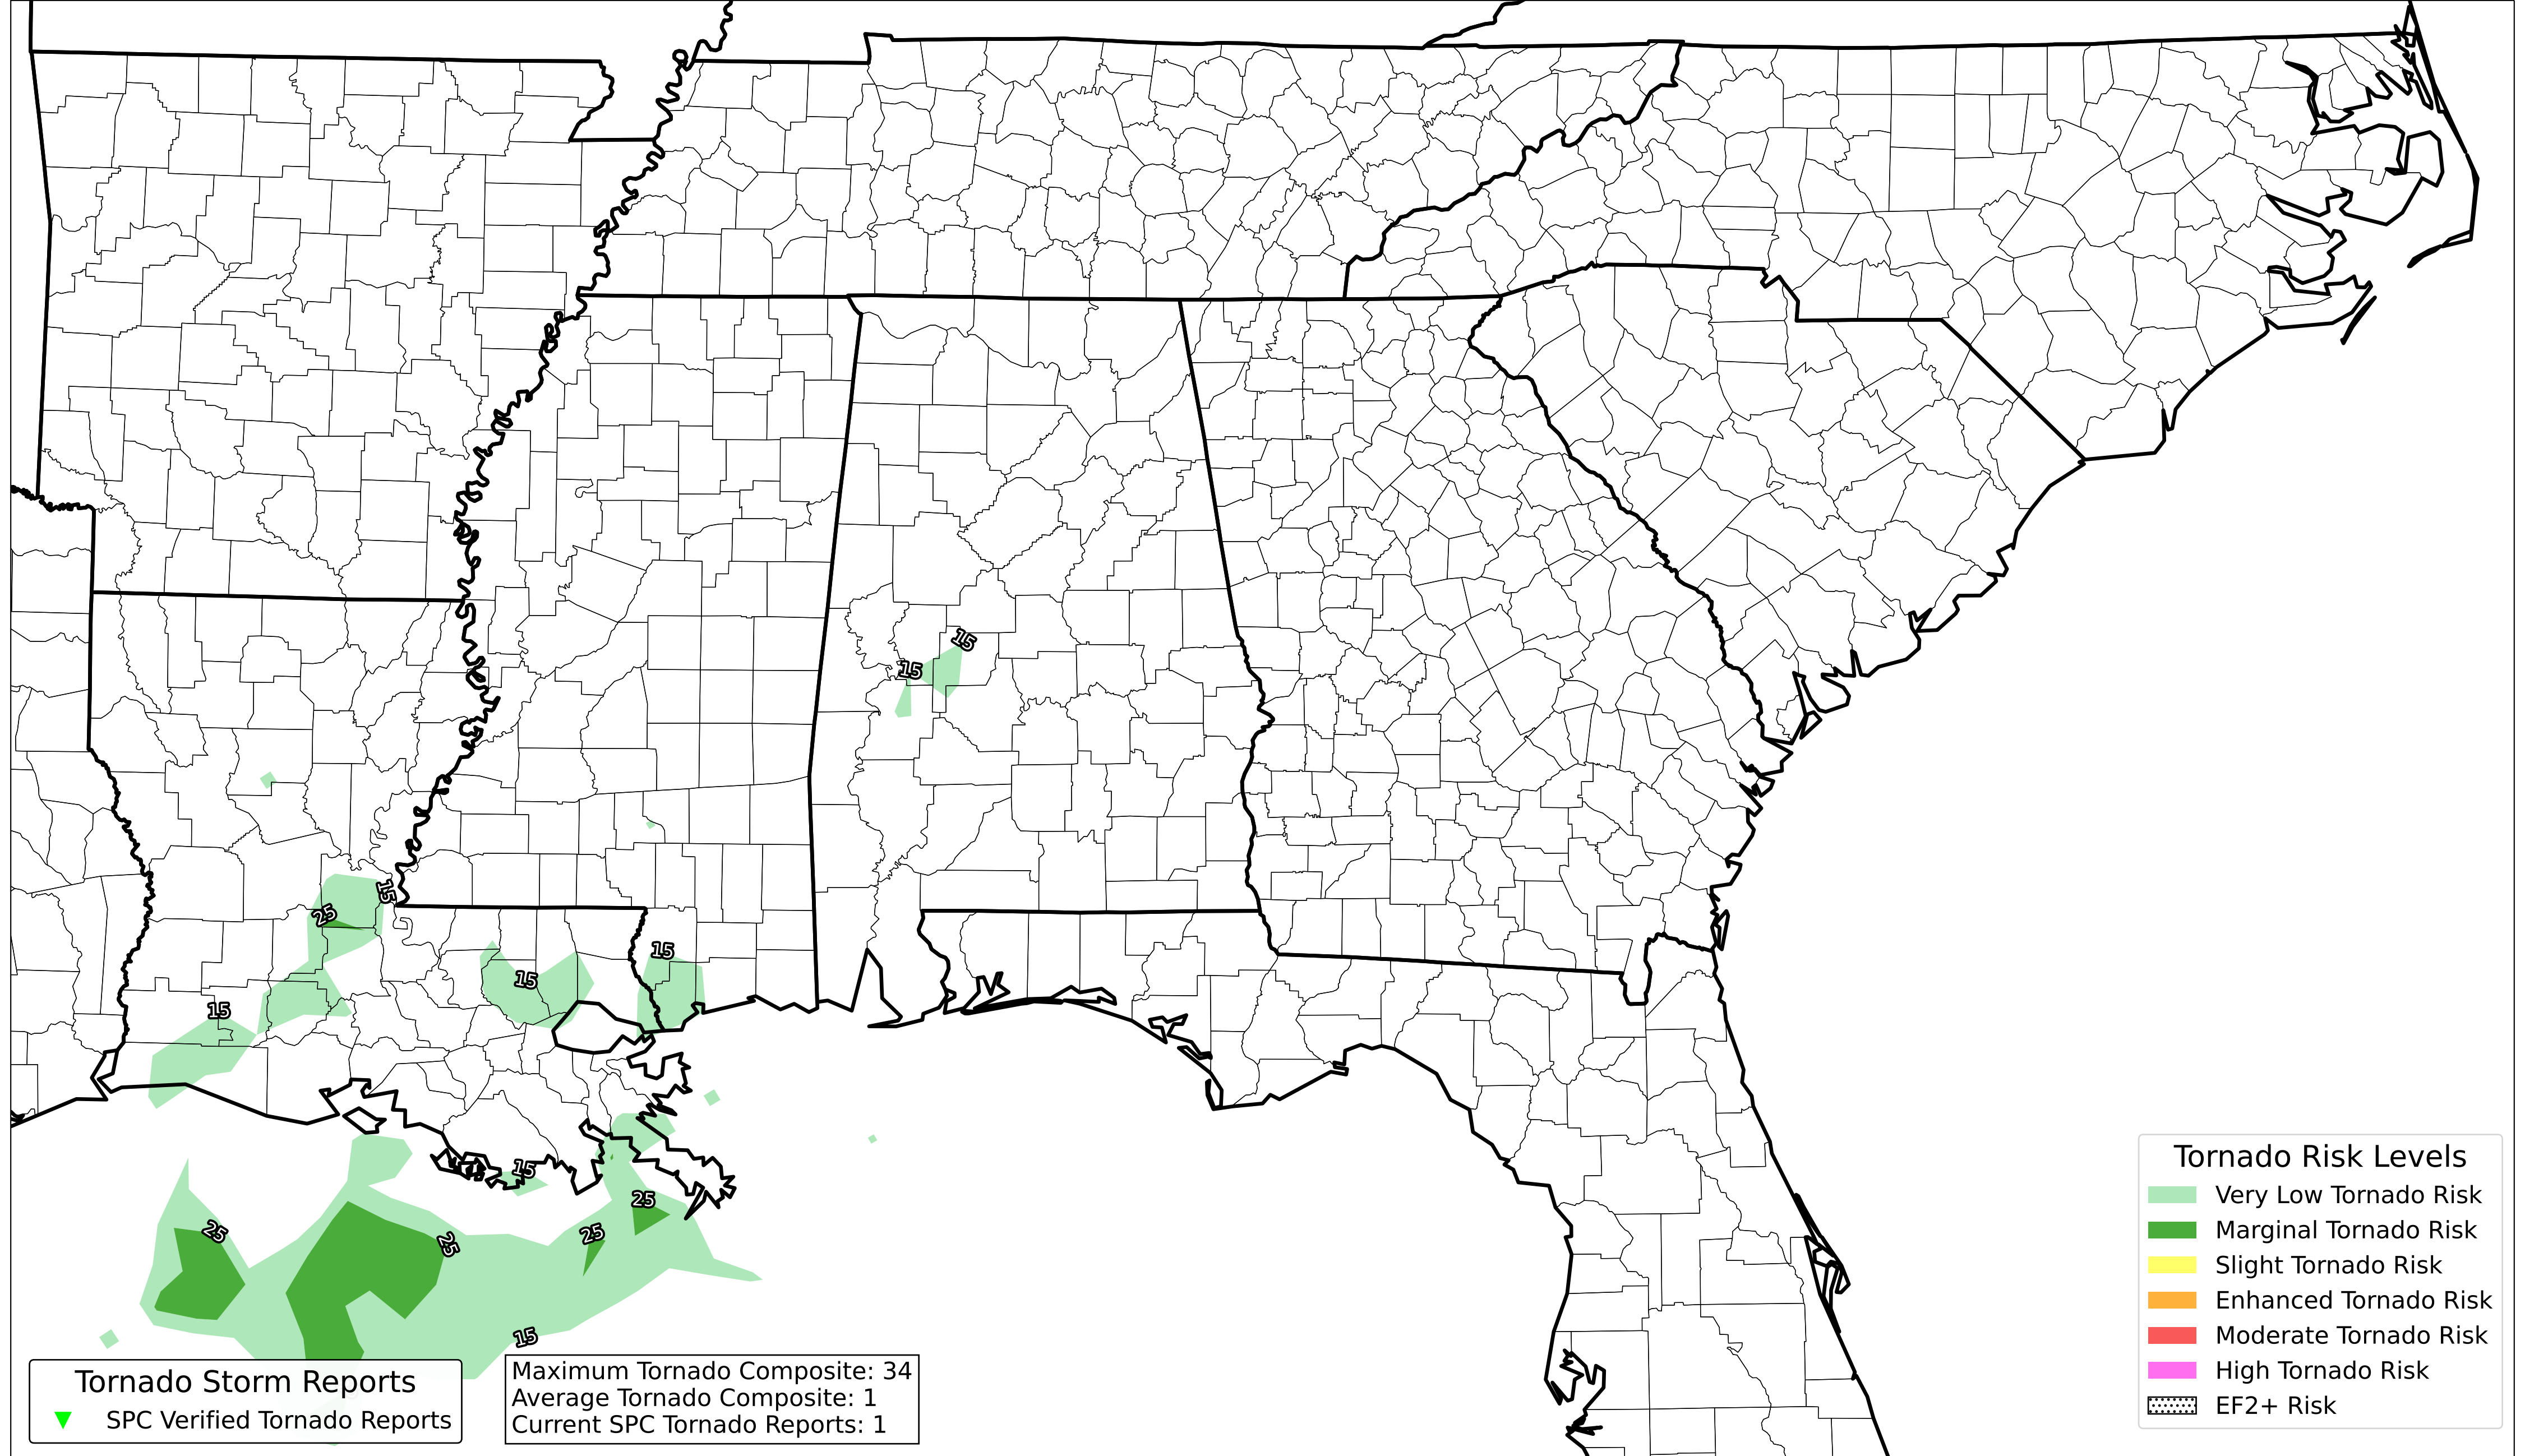 15
15
15
25
15
15
15
15
25
25
25
25
15
Tornado Storm Reports
SPC Verified Tornado Reports
Maximum Tornado Composite: 34
Average Tornado Composite: 1
Current SPC Tornado Reports: 1
Tornado Risk Levels
Very Low Tornado Risk
Marginal Tornado Risk
Slight Tornado Risk
Enhanced Tornado Risk
Moderate Tornado Risk
High Tornado Risk
EF2+ Risk